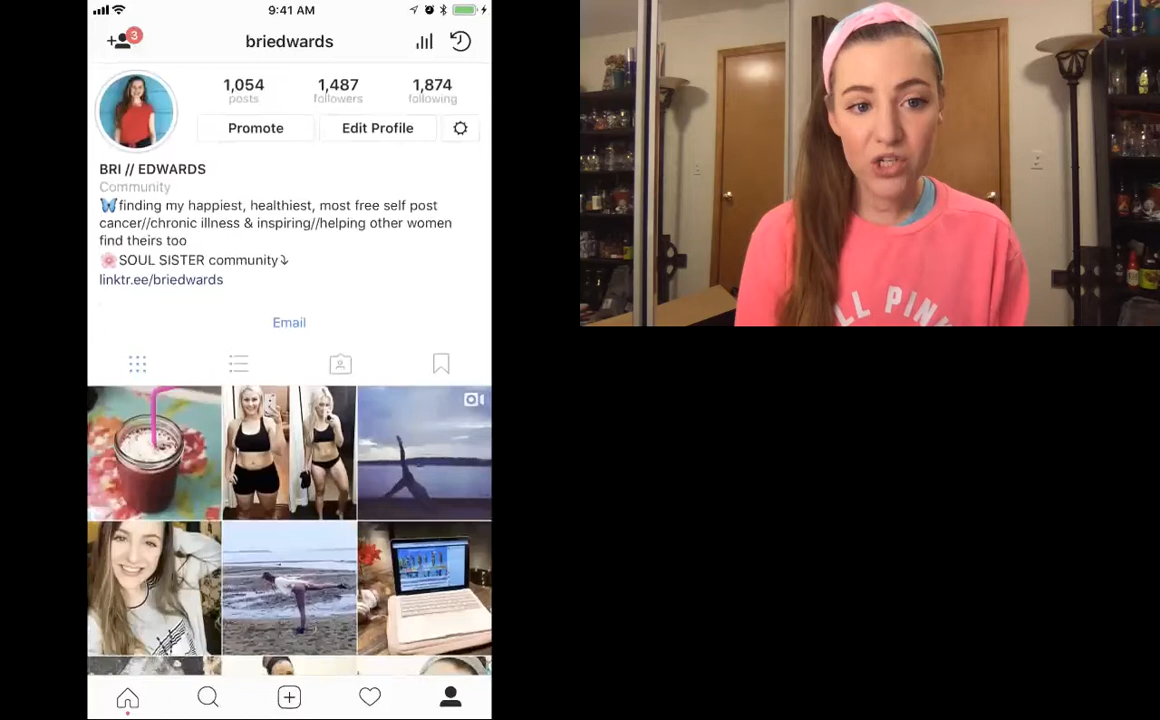 9:41 AM
3
briedwards
1,054
1,487
1,874
posts
followers
following
Promote
Edit Profile
BRI // EDWARDS
Community
🦋finding my happiest, healthiest, most free self post
cancer//chronic illness & inspiring//helping other women
find theirs too
🌸SOUL SISTER community⤵
linktr.ee/briedwards
Email
LL PINK